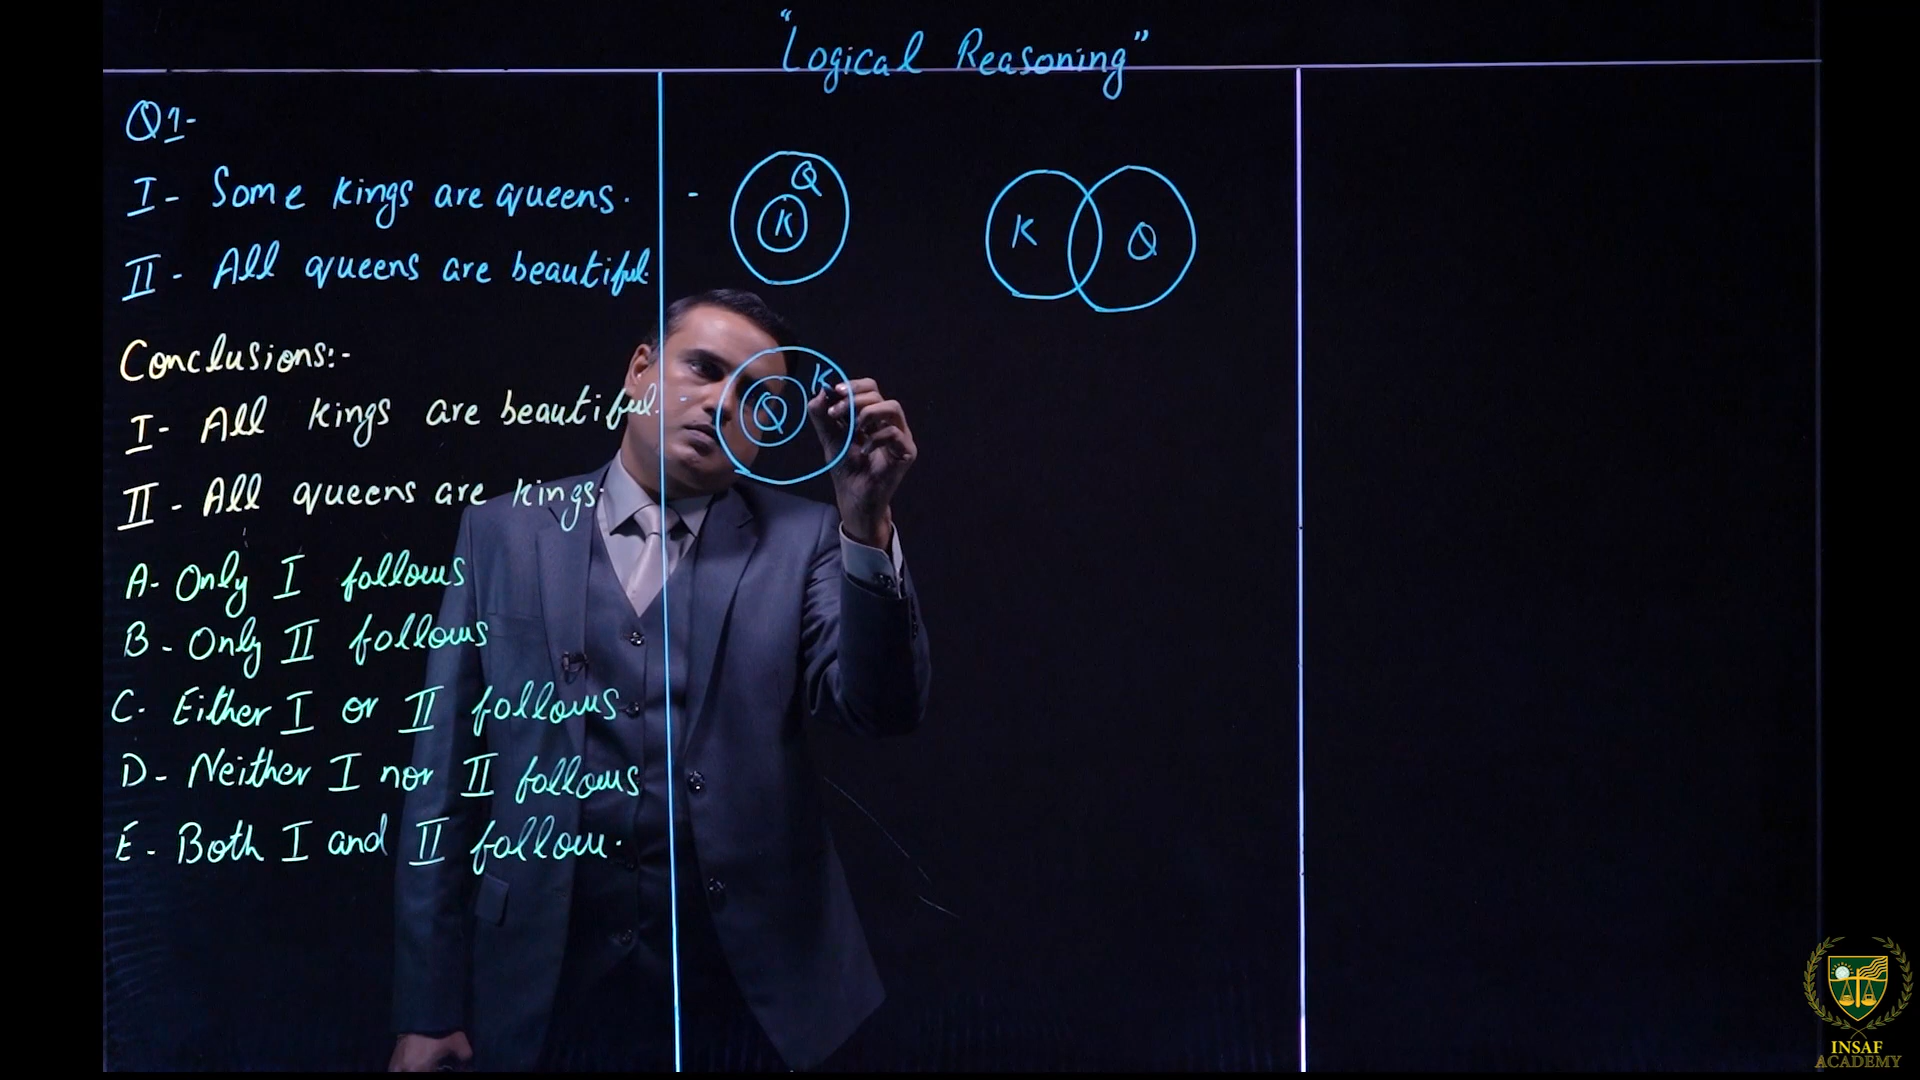 "Logical Reasoning"
Q1-
I- Some kings are queens. -
II- All queens are beautiful.
Conclusions:-
I- All kings are beautiful. -
II- All queens are kings.
A- Only I follows
B- Only II follows
C- Either I or II follows
D- Neither I nor II follows
E- Both I and II follow.
Q
K
K
Q
Q
K
INSAF
ACADEMY